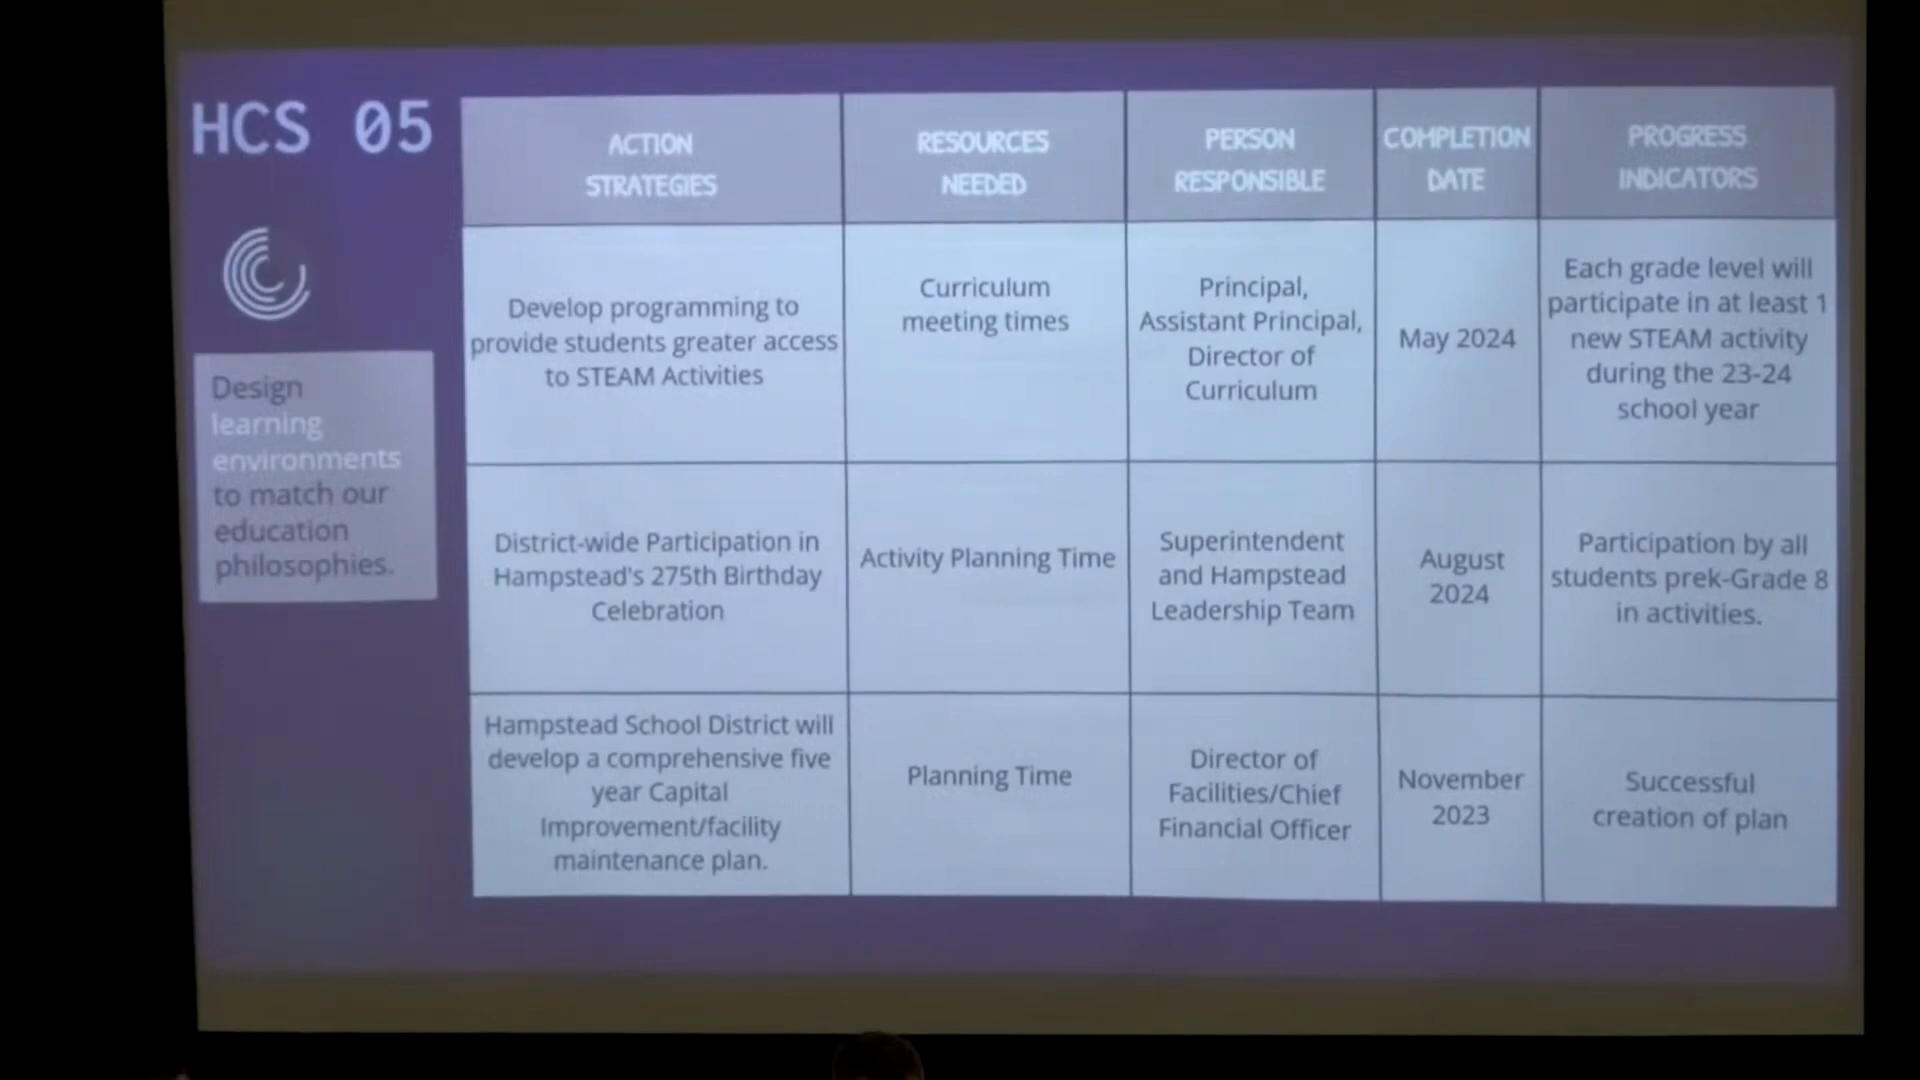 HCS 05
Design
learning
environments
to match our
education
philosophies.
ACTION
STRATEGIES
RESOURCES
NEEDED
PERSON
RESPONSIBLE
COMPLETION
DATE
PROGRESS
INDICATORS
Develop programming to
provide students greater access
to STEAM Activities
Curriculum
meeting times
Principal,
Assistant Principal,
Director of
Curriculum
May 2024
Each grade level will
participate in at least 1
new STEAM activity
during the 23-24
school year
District-wide Participation in
Hampstead's 275th Birthday
Celebration
Activity Planning Time
Superintendent
and Hampstead
Leadership Team
August
2024
Participation by all
students prek-Grade 8
in activities.
Hampstead School District will
develop a comprehensive five
year Capital
Improvement/facility
maintenance plan.
Planning Time
Director of
Facilities/Chief
Financial Officer
November
2023
Successful
creation of plan